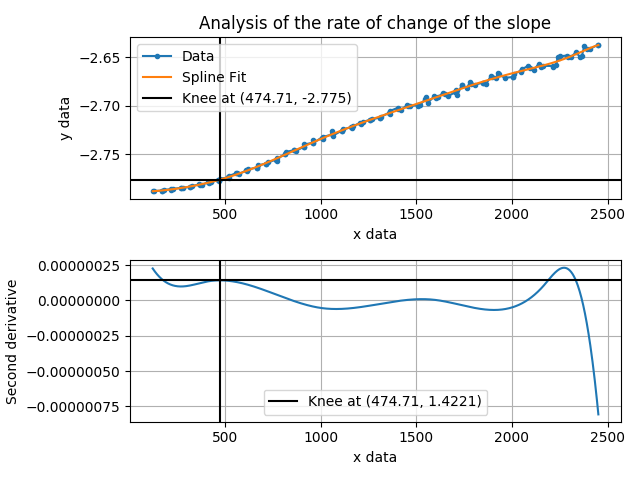 Analysis of the rate of change of the slope
Data
Spline Fit
Knee at (474.71, -2.775)
y data
−2.65
−2.70
−2.75
500
1000
1500
2000
2500
x data
Second derivative
0.00000025
0.00000000
−0.00000025
−0.00000050
−0.00000075
Knee at (474.71, 1.4221)
500
1000
1500
2000
2500
x data